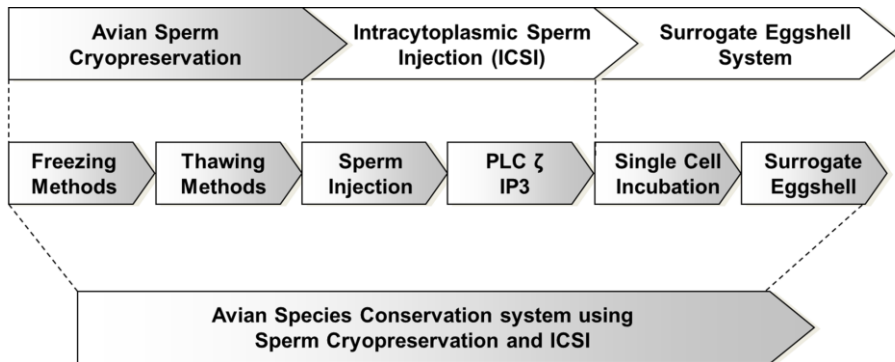 Avian Sperm
Cryopreservation
Intracytoplasmic Sperm
Injection (ICSI)
Surrogate Eggshell
System
Freezing
Methods
Thawing
Methods
Sperm
Injection
PLC ζ
IP3
Single Cell
Incubation
Surrogate
Eggshell
Avian Species Conservation system using
Sperm Cryopreservation and ICSI